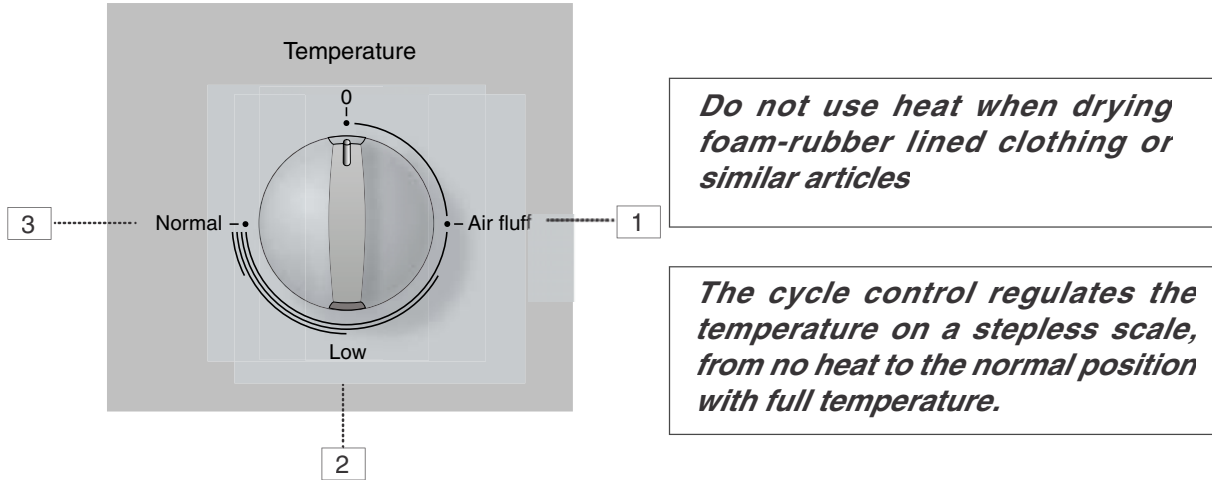 Temperature
0
Normal
Air fluff
Low
3
1
2
Do not use heat when drying
foam-rubber lined clothing or
similar articles
The cycle control regulates the
temperature on a stepless scale,
from no heat to the normal position
with full temperature.